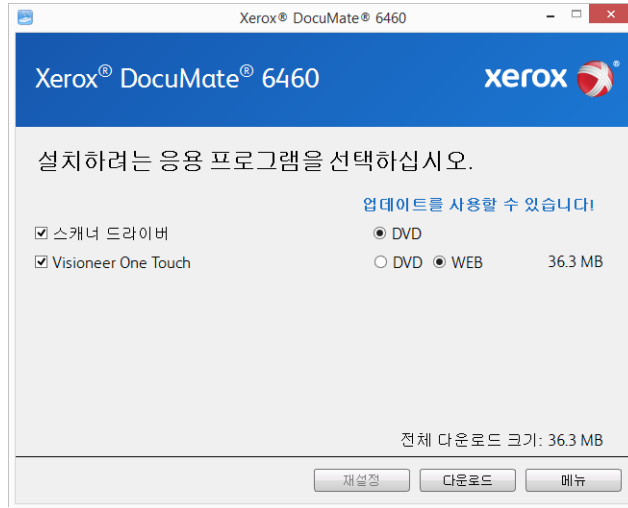 Xerox® DocuMate® 6460
Xerox® DocuMate® 6460
xerox®
설치하려는 응용 프로그램을 선택하십시오.
업데이트를 사용할 수 있습니다!
스캐너 드라이버 DVD
Visioneer One Touch DVD WEB 36.3 MB
전체 다운로드 크기: 36.3 MB
재설정 다운로드 메뉴